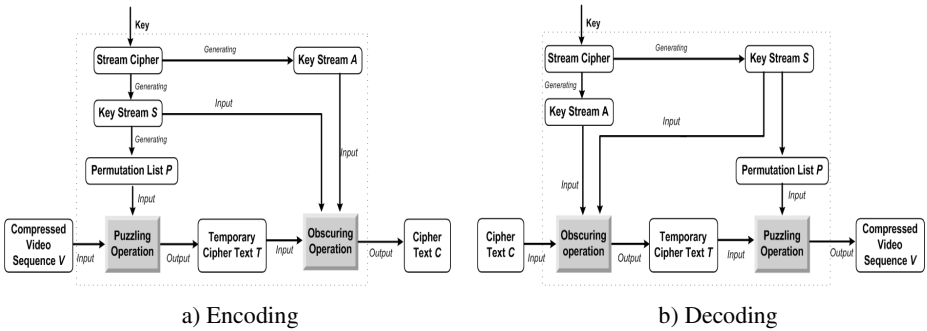 Key
Stream Cipher
Generating
Key Stream A
Generating
Key Stream S
Input
Generating
Input
Permutation List P
Input
Compressed
Video
Sequence V
Input
Puzzling
Operation
Output
Temporary
Cipher Text T
Input
Obscuring
Operation
Output
Cipher
Text C
a) Encoding
Key
Stream Cipher
Generating
Key Stream S
Generating
Key Stream A
Input
Input
Permutation List P
Input
Cipher
Text C
Input
Obscuring
operation
Output
Temporary
Cipher Text T
Input
Puzzling
Operation
Output
Compressed
Video
Sequence V
b) Decoding